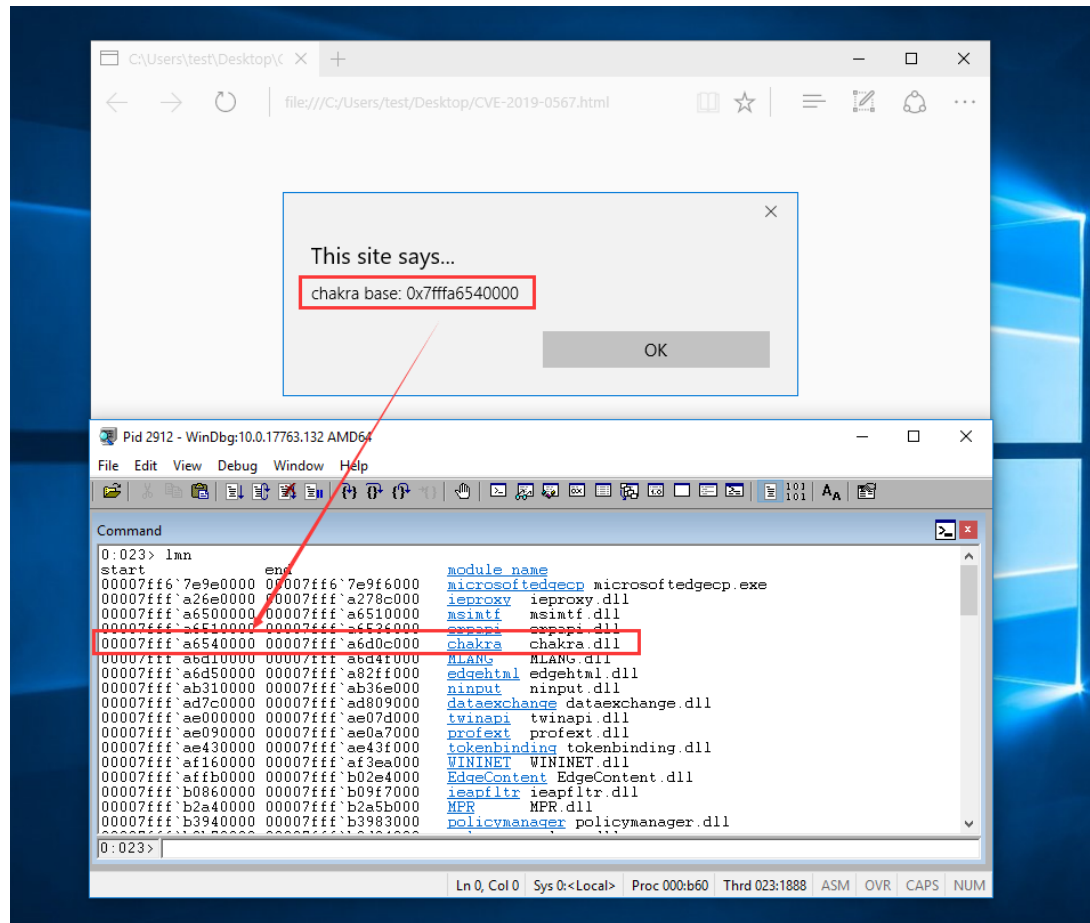 C:\Users\test\Desktop\C
file:///C:/Users/test/Desktop/CVE-2019-0567.html
This site says...
chakra base: 0x7fffa6540000
OK
Pid 2912 - WinDbg:10.0.17763.132 AMD64
File Edit View Debug Window Help
Command
0:023> lmn
start end module name
00007ff6`7e9e0000 00007ff6`7e9f6000 microsoftedgecp microsoftedgecp.exe
00007fff`a26e0000 00007fff`a278c000 ieproxy ieproxy.dll
00007fff`a6500000 00007fff`a6510000 msimtf msimtf.dll
00007fff`a6510000 00007fff`a6536000 srpapi srpapi.dll
00007fff`a6540000 00007fff`a6d0c000 chakra chakra.dll
00007fff`a6d10000 00007fff`a6d4f000 MLANG MLANG.dll
00007fff`a6d50000 00007fff`a82ff000 edgehtml edgehtml.dll
00007fff`ab310000 00007fff`ab36e000 ninput ninput.dll
00007fff`ad7c0000 00007fff`ad809000 dataexchange dataexchange.dll
00007fff`ae000000 00007fff`ae07d000 twinapi twinapi.dll
00007fff`ae090000 00007fff`ae0a7000 profext profext.dll
00007fff`ae430000 00007fff`ae43f000 tokenbinding tokenbinding.dll
00007fff`af160000 00007fff`af3ea000 WININET WININET.dll
00007fff`affb0000 00007fff`b02e4000 EdgeContent EdgeContent.dll
00007fff`b0860000 00007fff`b09f7000 ieapfltr ieapfltr.dll
00007fff`b2a40000 00007fff`b2a5b000 MPR MPR.dll
00007fff`b3940000 00007fff`b3983000 policymanager policymanager.dll
0:023>
Ln 0, Col 0 Sys 0:<Local> Proc 000:b60 Thrd 023:1888 ASM OVR CAPS NUM